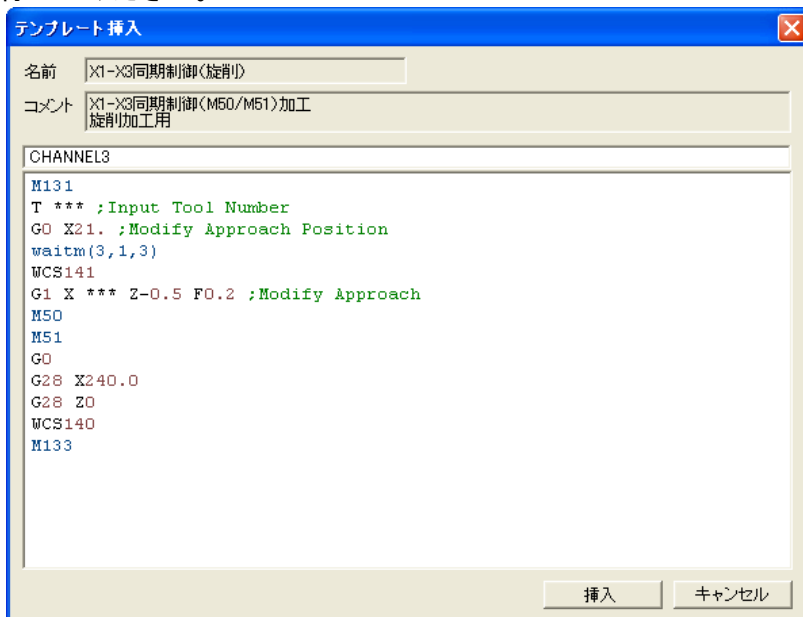 テンプレート挿入
名前 X1-X3同期制御(旋削)
コメント X1-X3同期制御(M50/M51)加工
旋削加工用
CHANNEL3
M131
T *** ;Input Tool Number
G0 X21. ;Modify Approach Position
waitm(3,1,3)
WCS141
G1 X *** Z-0.5 F0.2 ;Modify Approach
M50
M51
G0
G28 X240.0
G28 Z0
WCS140
M133
挿入 キャンセル